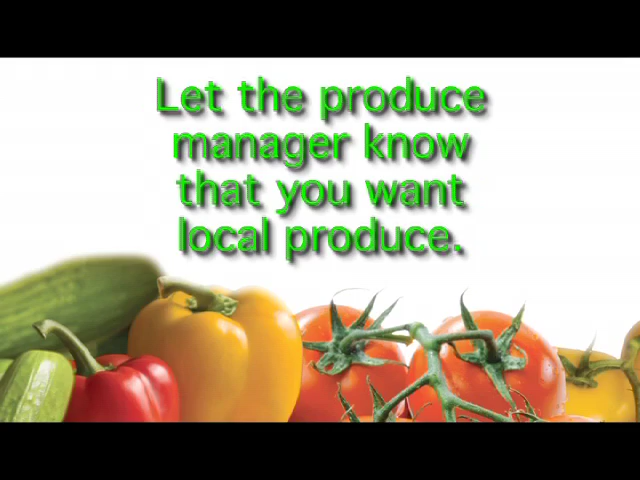 Let the produce
manager know
that you want
local produce.